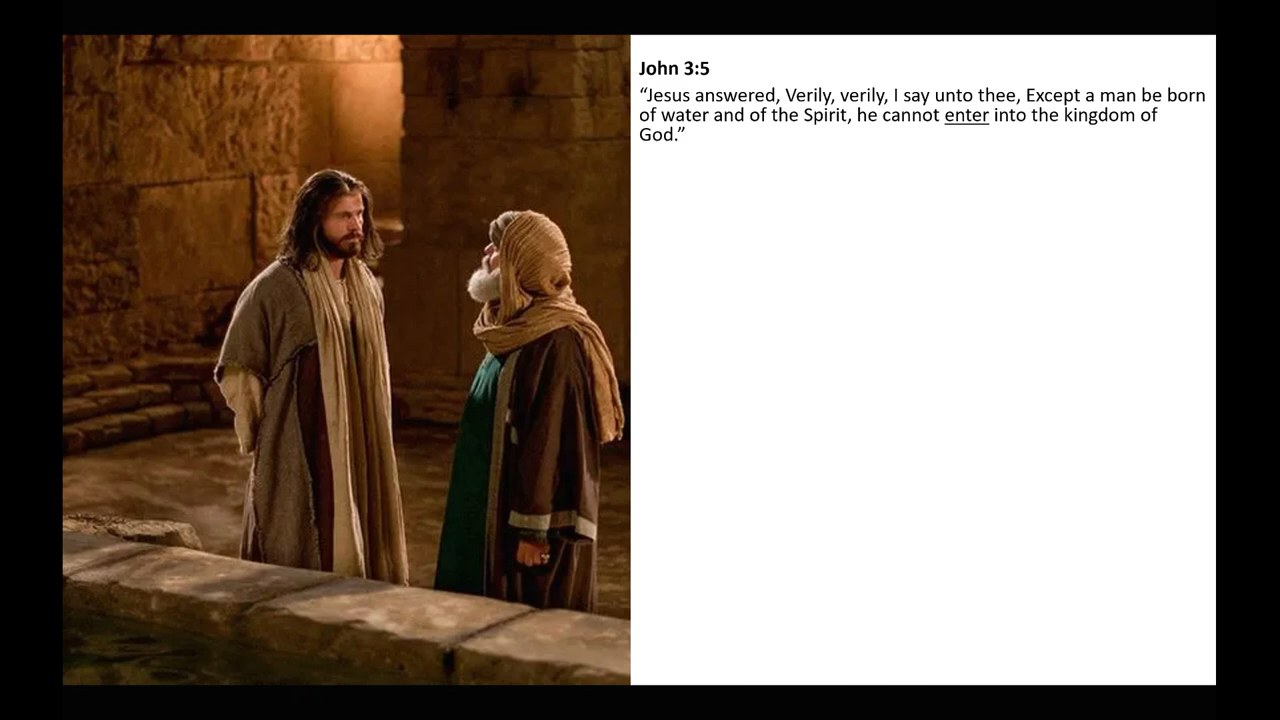 John 3:5
“Jesus answered, Verily, verily, I say unto thee, Except a man be born
of water and of the Spirit, he cannot enter into the kingdom of
God.”